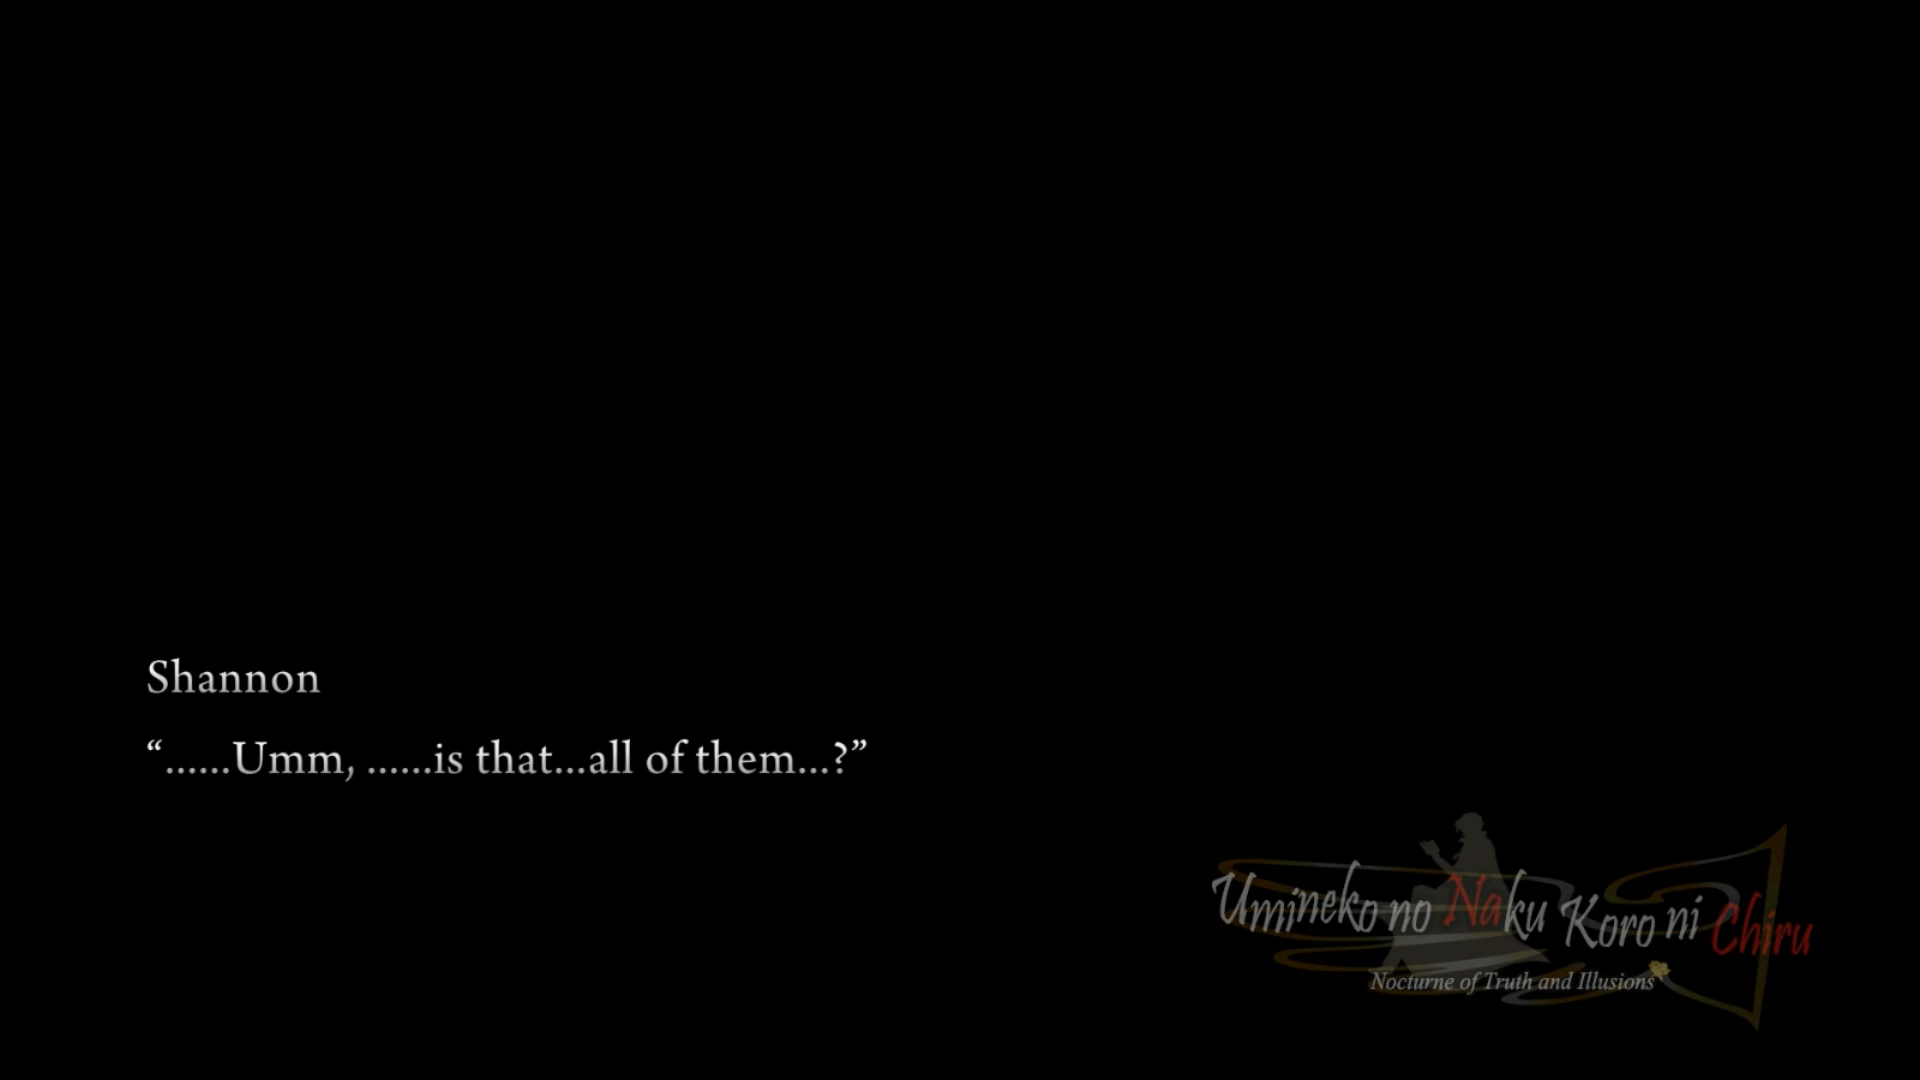 Shannon
“......Umm, ......is that...all of them...?”
Umineko no Naku Koro ni Chiru
Nocturne of Truth and Illusions